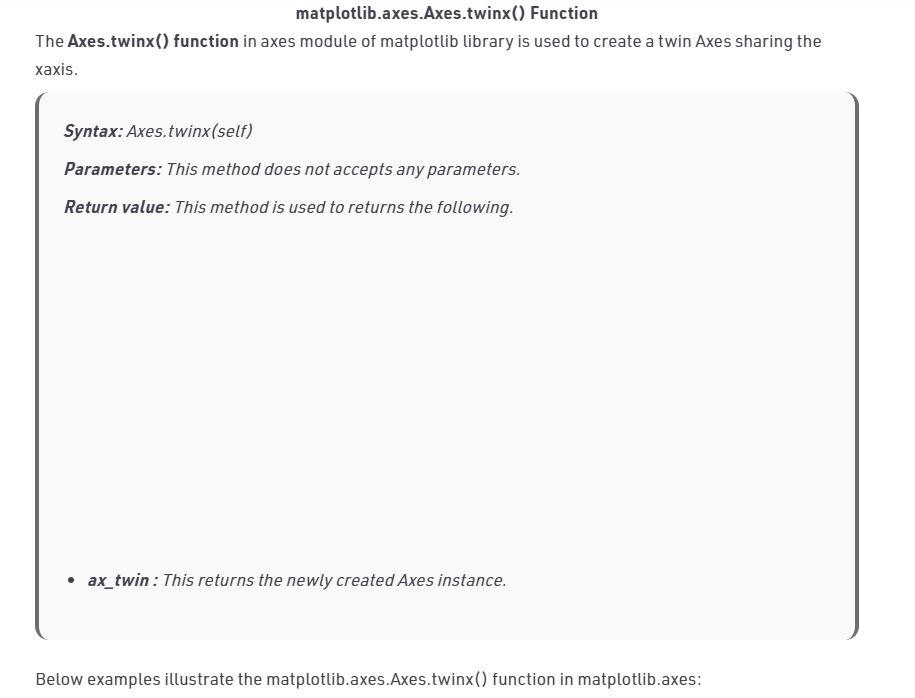 matplotlib.axes.Axes.twinx() Function
The Axes.twinx() function in axes module of matplotlib library is used to create a twin Axes sharing the
xaxis.
Syntax: Axes.twinx(self)
Parameters: This method does not accepts any parameters.
Return value: This method is used to returns the following.
• ax_twin : This returns the newly created Axes instance.
Below examples illustrate the matplotlib.axes.Axes.twinx() function in matplotlib.axes: